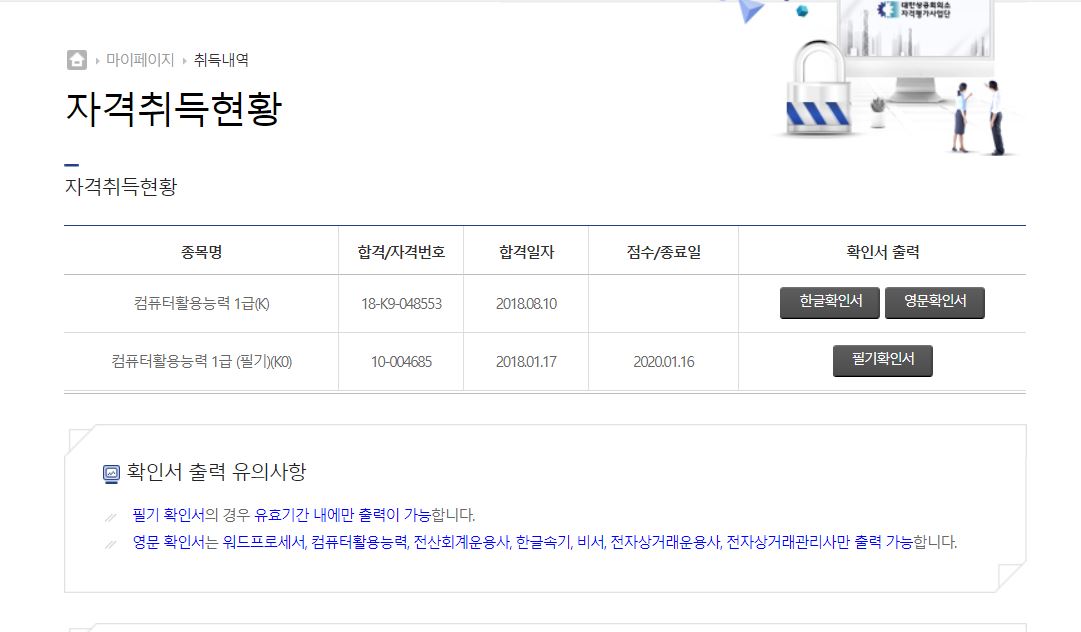 대한상공회의소
자격평가사업단
마이페이지 취득내역
자격취득현황
자격취득현황
종목명 합격/자격번호 합격일자 점수/종료일 확인서 출력
컴퓨터활용능력 1급(K) 18-K9-048553 2018.08.10 한글확인서 영문확인서
컴퓨터활용능력 1급 (필기)(K0) 10-004685 2018.01.17 2020.01.16 필기확인서
확인서 출력 유의사항
필기 확인서의 경우 유효기간 내에만 출력이 가능합니다.
영문 확인서는 워드프로세서, 컴퓨터활용능력, 전산회계운용사, 한글속기, 비서, 전자상거래운용사, 전자상거래관리사만 출력 가능합니다.